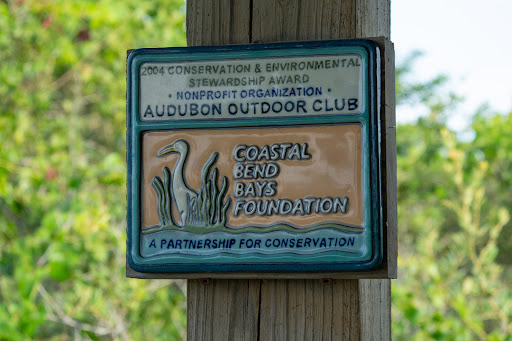 2004 CONSERVATION & ENVIRONMENTAL
STEWARDSHIP AWARD
• NONPROFIT ORGANIZATION •
AUDUBON OUTDOOR CLUB
COASTAL
BEND
BAYS
FOUNDATION
A PARTNERSHIP FOR CONSERVATION